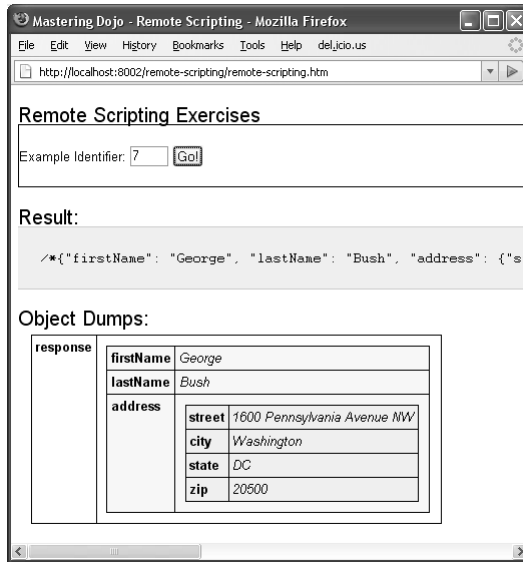 Mastering Dojo - Remote Scripting - Mozilla Firefox
File Edit View History Bookmarks Tools Help del.icio.us
http://localhost:8002/remote-scripting/remote-scripting.htm
Remote Scripting Exercises
Example Identifier: 7 Go!
Result:
/*{"firstName": "George", "lastName": "Bush", "address": {"s
Object Dumps:
response
firstName George
lastName Bush
address
street 1600 Pennsylvania Avenue NW
city Washington
state DC
zip 20500